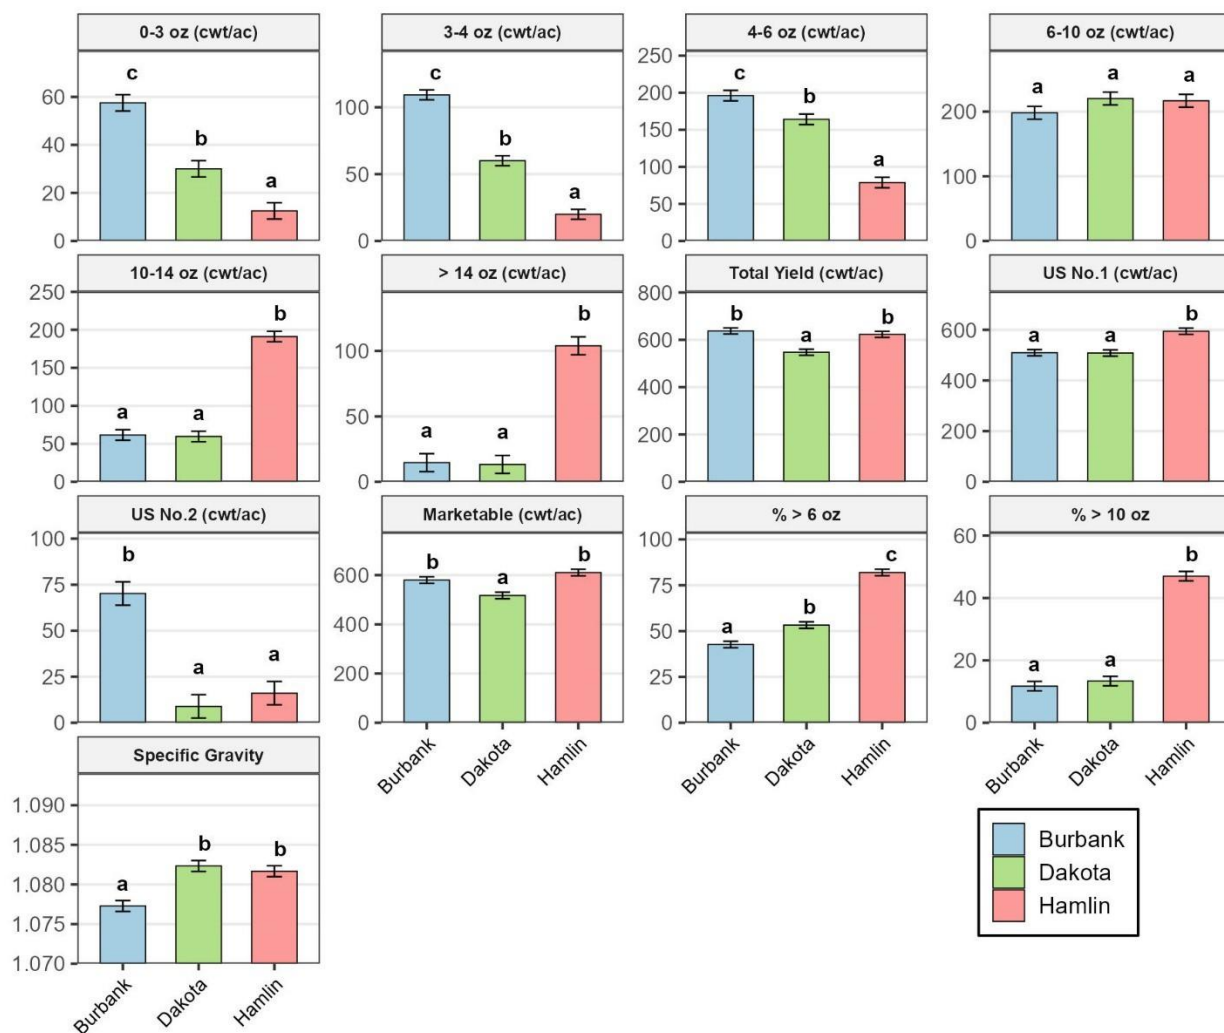 0-3 oz (cwt/ac)
60
40
20
0
c
b
a
3-4 oz (cwt/ac)
100
50
0
c
b
a
4-6 oz (cwt/ac)
250
200
150
100
50
0
c
b
a
6-10 oz (cwt/ac)
200
100
0
a
a
a
10-14 oz (cwt/ac)
250
200
150
100
50
0
a
a
b
> 14 oz (cwt/ac)
100
50
0
a
a
b
Total Yield (cwt/ac)
800
600
400
200
0
b
a
b
US No.1 (cwt/ac)
600
400
200
0
a
a
b
US No.2 (cwt/ac)
100
75
50
25
0
b
a
a
Marketable (cwt/ac)
600
400
200
0
b
a
b
Burbank
Dakota
Hamlin
% > 6 oz
100
75
50
25
0
a
b
c
Burbank
Dakota
Hamlin
% > 10 oz
60
40
20
0
a
a
b
Burbank
Dakota
Hamlin
Specific Gravity
1.090
1.085
1.080
1.075
1.070
a
b
b
Burbank
Dakota
Hamlin
Burbank
Dakota
Hamlin